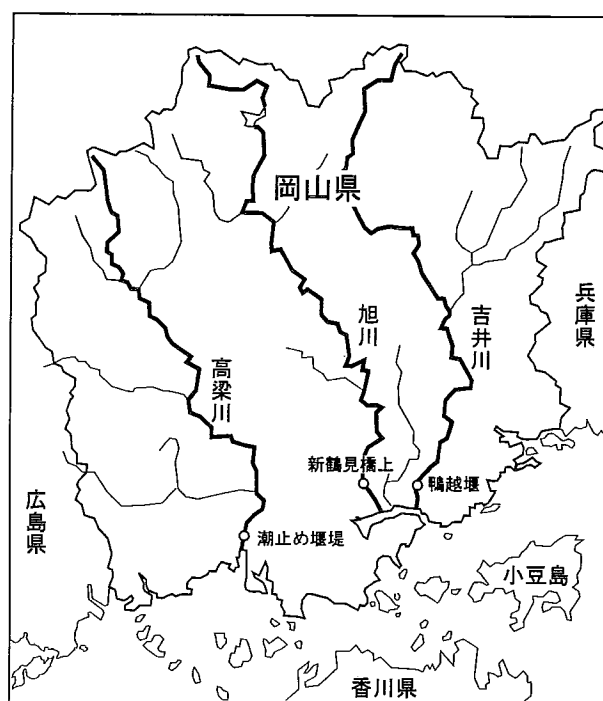 岡山県
兵庫県
旭川
吉井川
高梁川
新鶴見橋上
鴨越堰
広島県
潮止め堰堤
小豆島
香川県